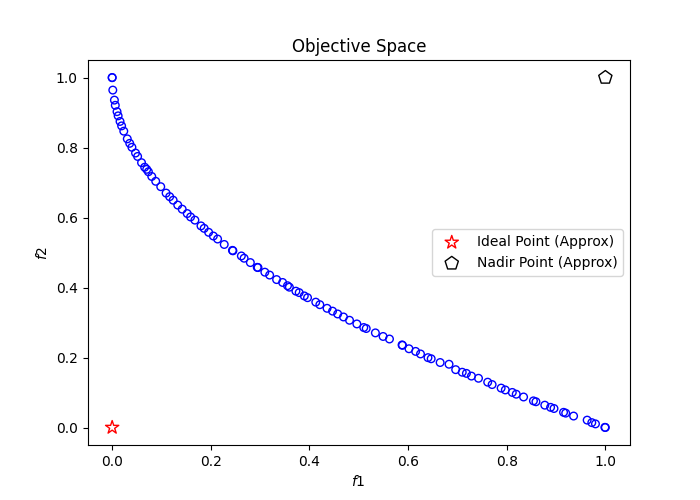 Objective Space
1.0
0.8
0.6
0.4
0.2
0.0
f2
Ideal Point (Approx)
Nadir Point (Approx)
0.0 0.2 0.4 0.6 0.8 1.0
f1